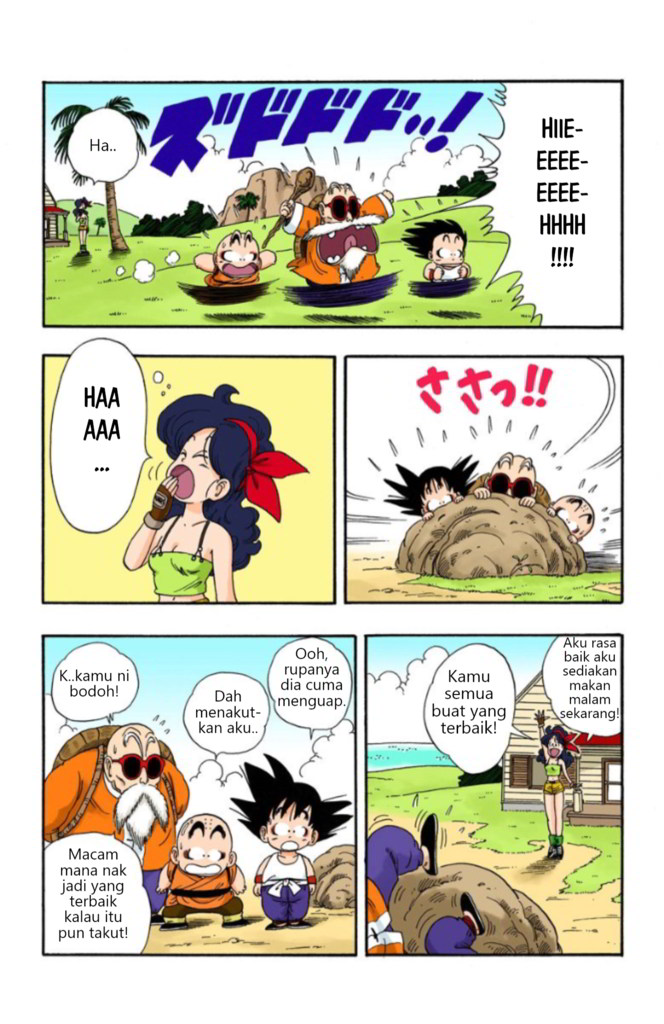 HIIE-
EEEE-
EEEE-
HHHH
!!!!
ズドドドド・・!
Ha..
ささっ!!
HAA
AAA
...
Aku rasa
baik aku
sediakan
makan
malam
sekarang!
Kamu
semua
buat yang
terbaik!
Ooh,
rupanya
dia cuma
menguap.
Dah
menakut-
kan aku..
K..kamu ni
bodoh!
Macam
mana nak
jadi yang
terbaik
kalau itu
pun takut!